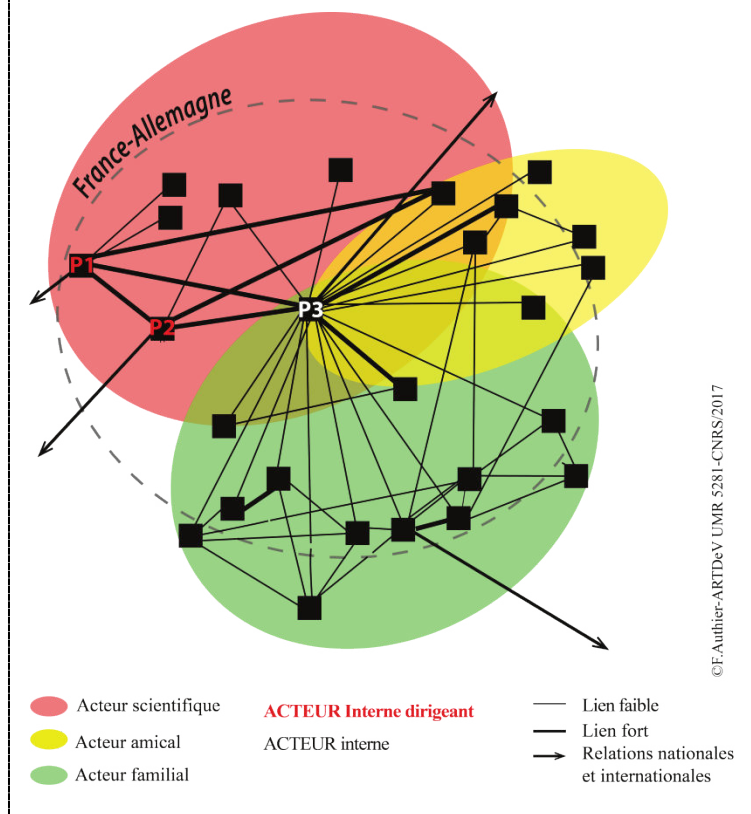 France-Allemagne
P1
P2
P3
Acteur scientifique
Acteur amical
Acteur familial
ACTEUR Interne dirigeant
ACTEUR interne
Lien faible
Lien fort
Relations nationales
et internationales
©F.Authier-ARTDeV UMR 5281-CNRS/2017